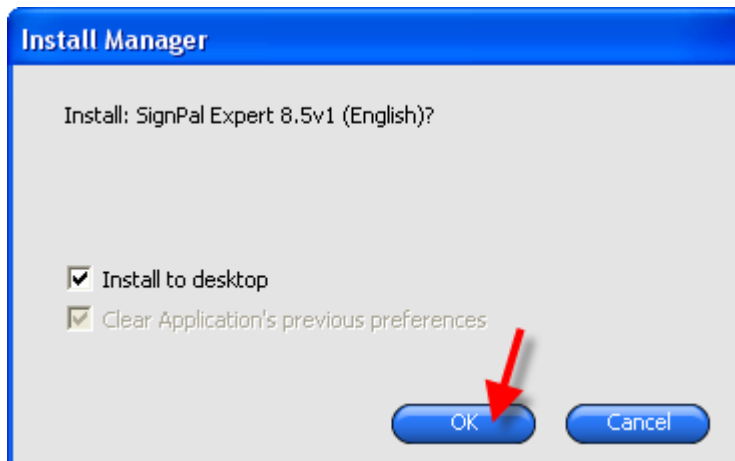 Install Manager
Install: SignPal Expert 8.5v1 (English)?
Install to desktop
Clear Application's previous preferences
OK
Cancel